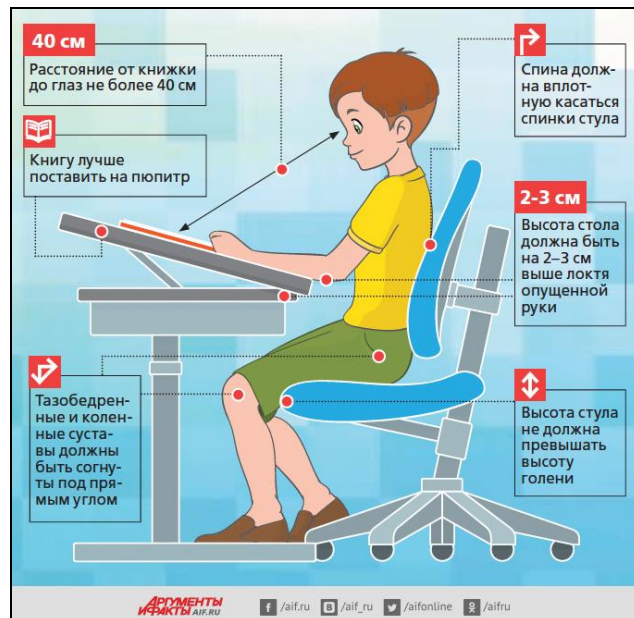 40 см
Расстояние от книжки
до глаз не более 40 см
Книгу лучше
поставить на пюпитр
Спина долж-
на вплот-
ную касаться
спинки стула
2-3 см
Высота стола
должна быть
на 2–3 см
выше локтя
опущенной
руки
Тазобедрен-
ные и колен-
ные суста-
вы должны
быть согну-
ты под пря-
мым углом
Высота стула
не должна
превышать
высоту
голени
АРГУМЕНТЫ
И ФАКТЫ AIF.RU
f /aif.ru B /aif_ru /aifonline /aifru